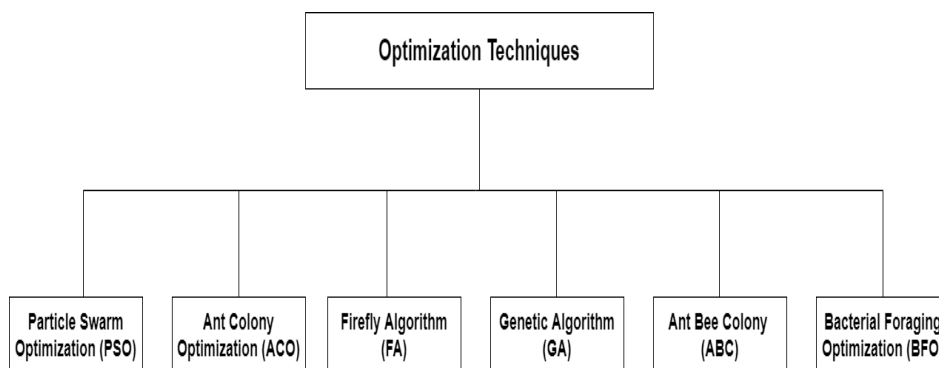 Optimization Techniques
Particle Swarm
Optimization (PSO)
Ant Colony
Optimization (ACO)
Firefly Algorithm
(FA)
Genetic Algorithm
(GA)
Ant Bee Colony
(ABC)
Bacterial Foraging
Optimization (BFO